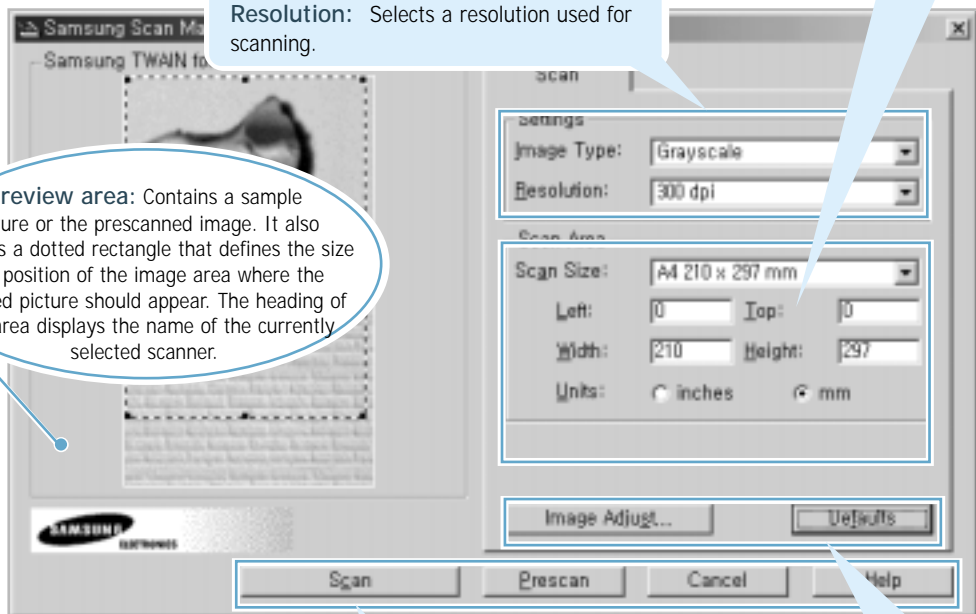 Resolution: Selects a resolution used for
scanning.
Samsung Scan Ma
Samsung TWAIN fo
review area: Contains a sample
ure or the prescanned image. It also
s a dotted rectangle that defines the size
position of the image area where the
ed picture should appear. The heading of
area displays the name of the currently
selected scanner.
Scan
Settings
Image Type: Grayscale
Resolution: 300 dpi
Scan Area
Scan Size: A4 210 x 297 mm
Left: 0 Top: 0
Width: 210 Height: 297
Units: inches mm
Image Adjust... Defaults
SAMSUNG
ELECTRONICS
Scan Prescan Cancel Help